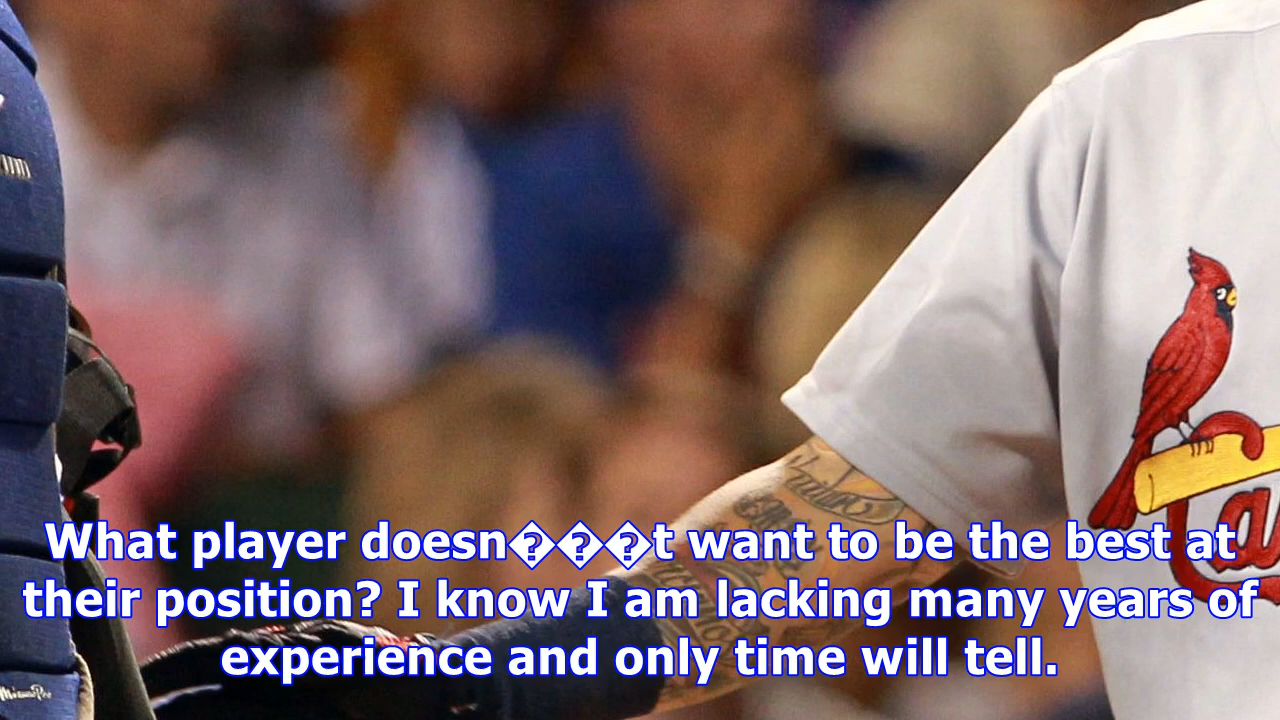 What player doesn���t want to be the best at
their position? I know I am lacking many years of
experience and only time will tell.
MizunoPro